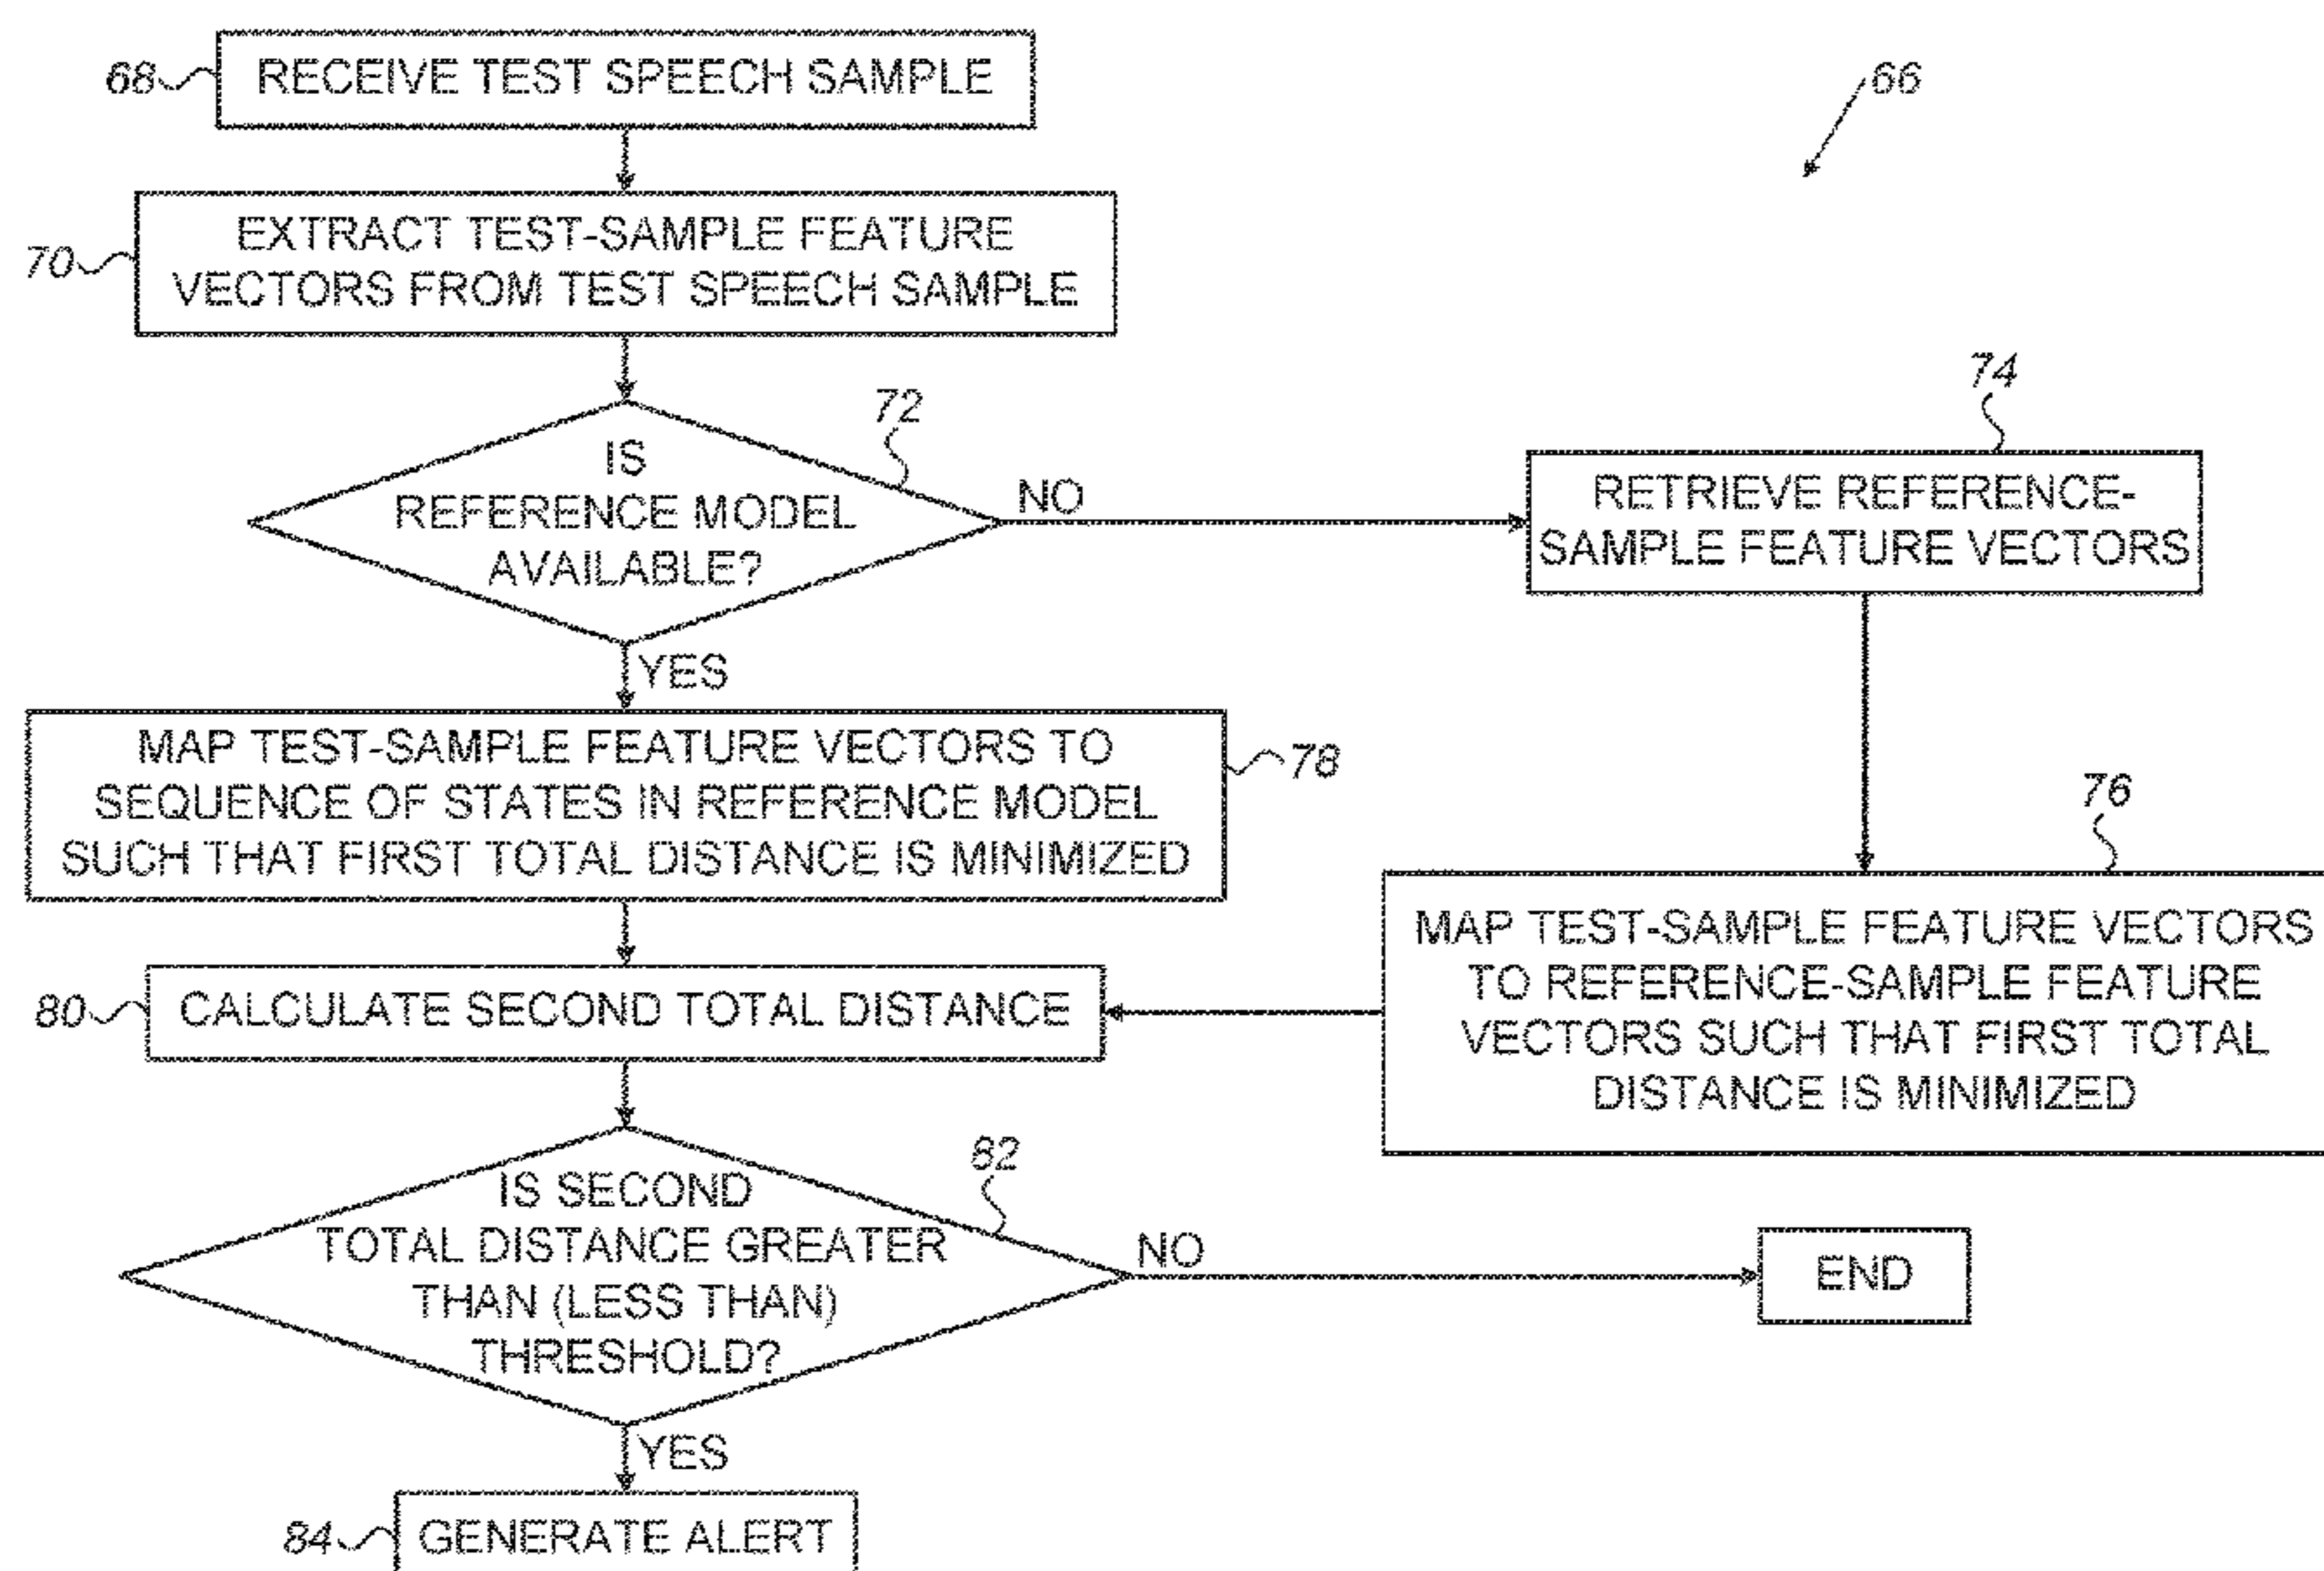 68
RECEIVE TEST SPEECH SAMPLE
66
70
EXTRACT TEST-SAMPLE FEATURE
VECTORS FROM TEST SPEECH SAMPLE
72
IS
REFERENCE MODEL
AVAILABLE?
NO
YES
74
RETRIEVE REFERENCE-
SAMPLE FEATURE VECTORS
MAP TEST-SAMPLE FEATURE VECTORS TO
SEQUENCE OF STATES IN REFERENCE MODEL
SUCH THAT FIRST TOTAL DISTANCE IS MINIMIZED
78
76
MAP TEST-SAMPLE FEATURE VECTORS
TO REFERENCE-SAMPLE FEATURE
VECTORS SUCH THAT FIRST TOTAL
DISTANCE IS MINIMIZED
80
CALCULATE SECOND TOTAL DISTANCE
82
IS SECOND
TOTAL DISTANCE GREATER
THAN (LESS THAN)
THRESHOLD?
NO
END
YES
84
GENERATE ALERT